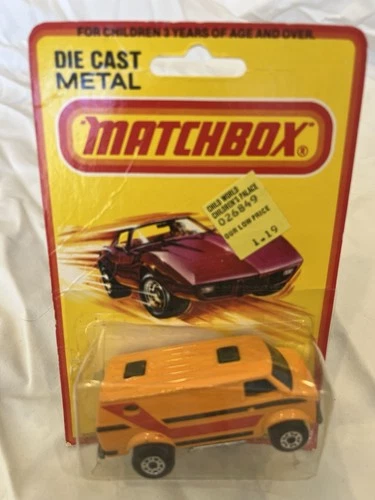 FOR CHILDREN 3 YEARS OF AGE AND OVER.
DIE CAST
METAL
"MATCHBOX"®
CHILD WORLD
CHILDREN'S PALACE
026849
OUR LOW PRICE
1.19